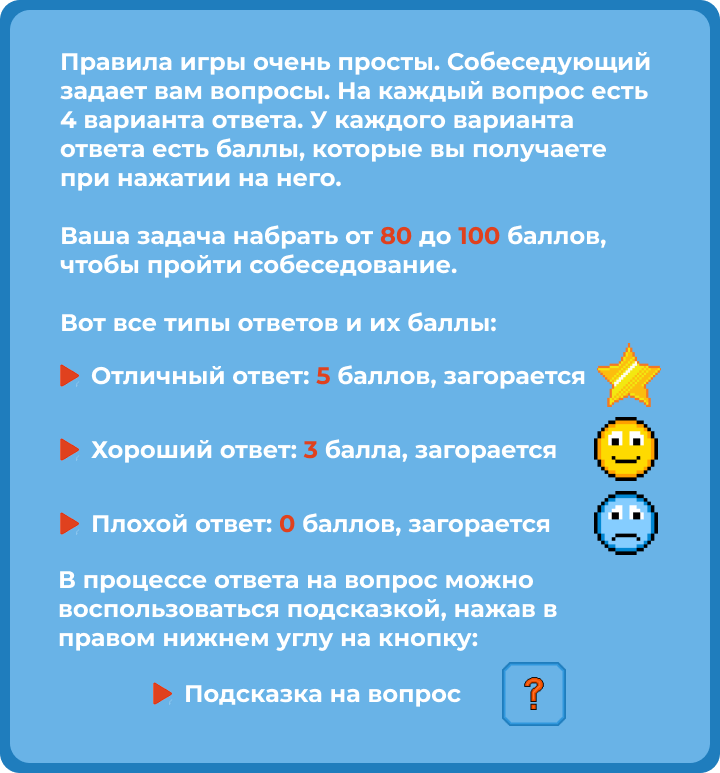 Правила игры очень просты. Собеседующий
задает вам вопросы. На каждый вопрос есть
4 варианта ответа. У каждого варианта
ответа есть баллы, которые вы получаете
при нажатии на него.
Ваша задача набрать от 80 до 100 баллов,
чтобы пройти собеседование.
Вот все типы ответов и их баллы:
Отличный ответ: 5 баллов, загорается
Хороший ответ: 3 балла, загорается
Плохой ответ: 0 баллов, загорается
В процессе ответа на вопрос можно
воспользоваться подсказкой, нажав в
правом нижнем углу на кнопку:
Подсказка на вопрос ?